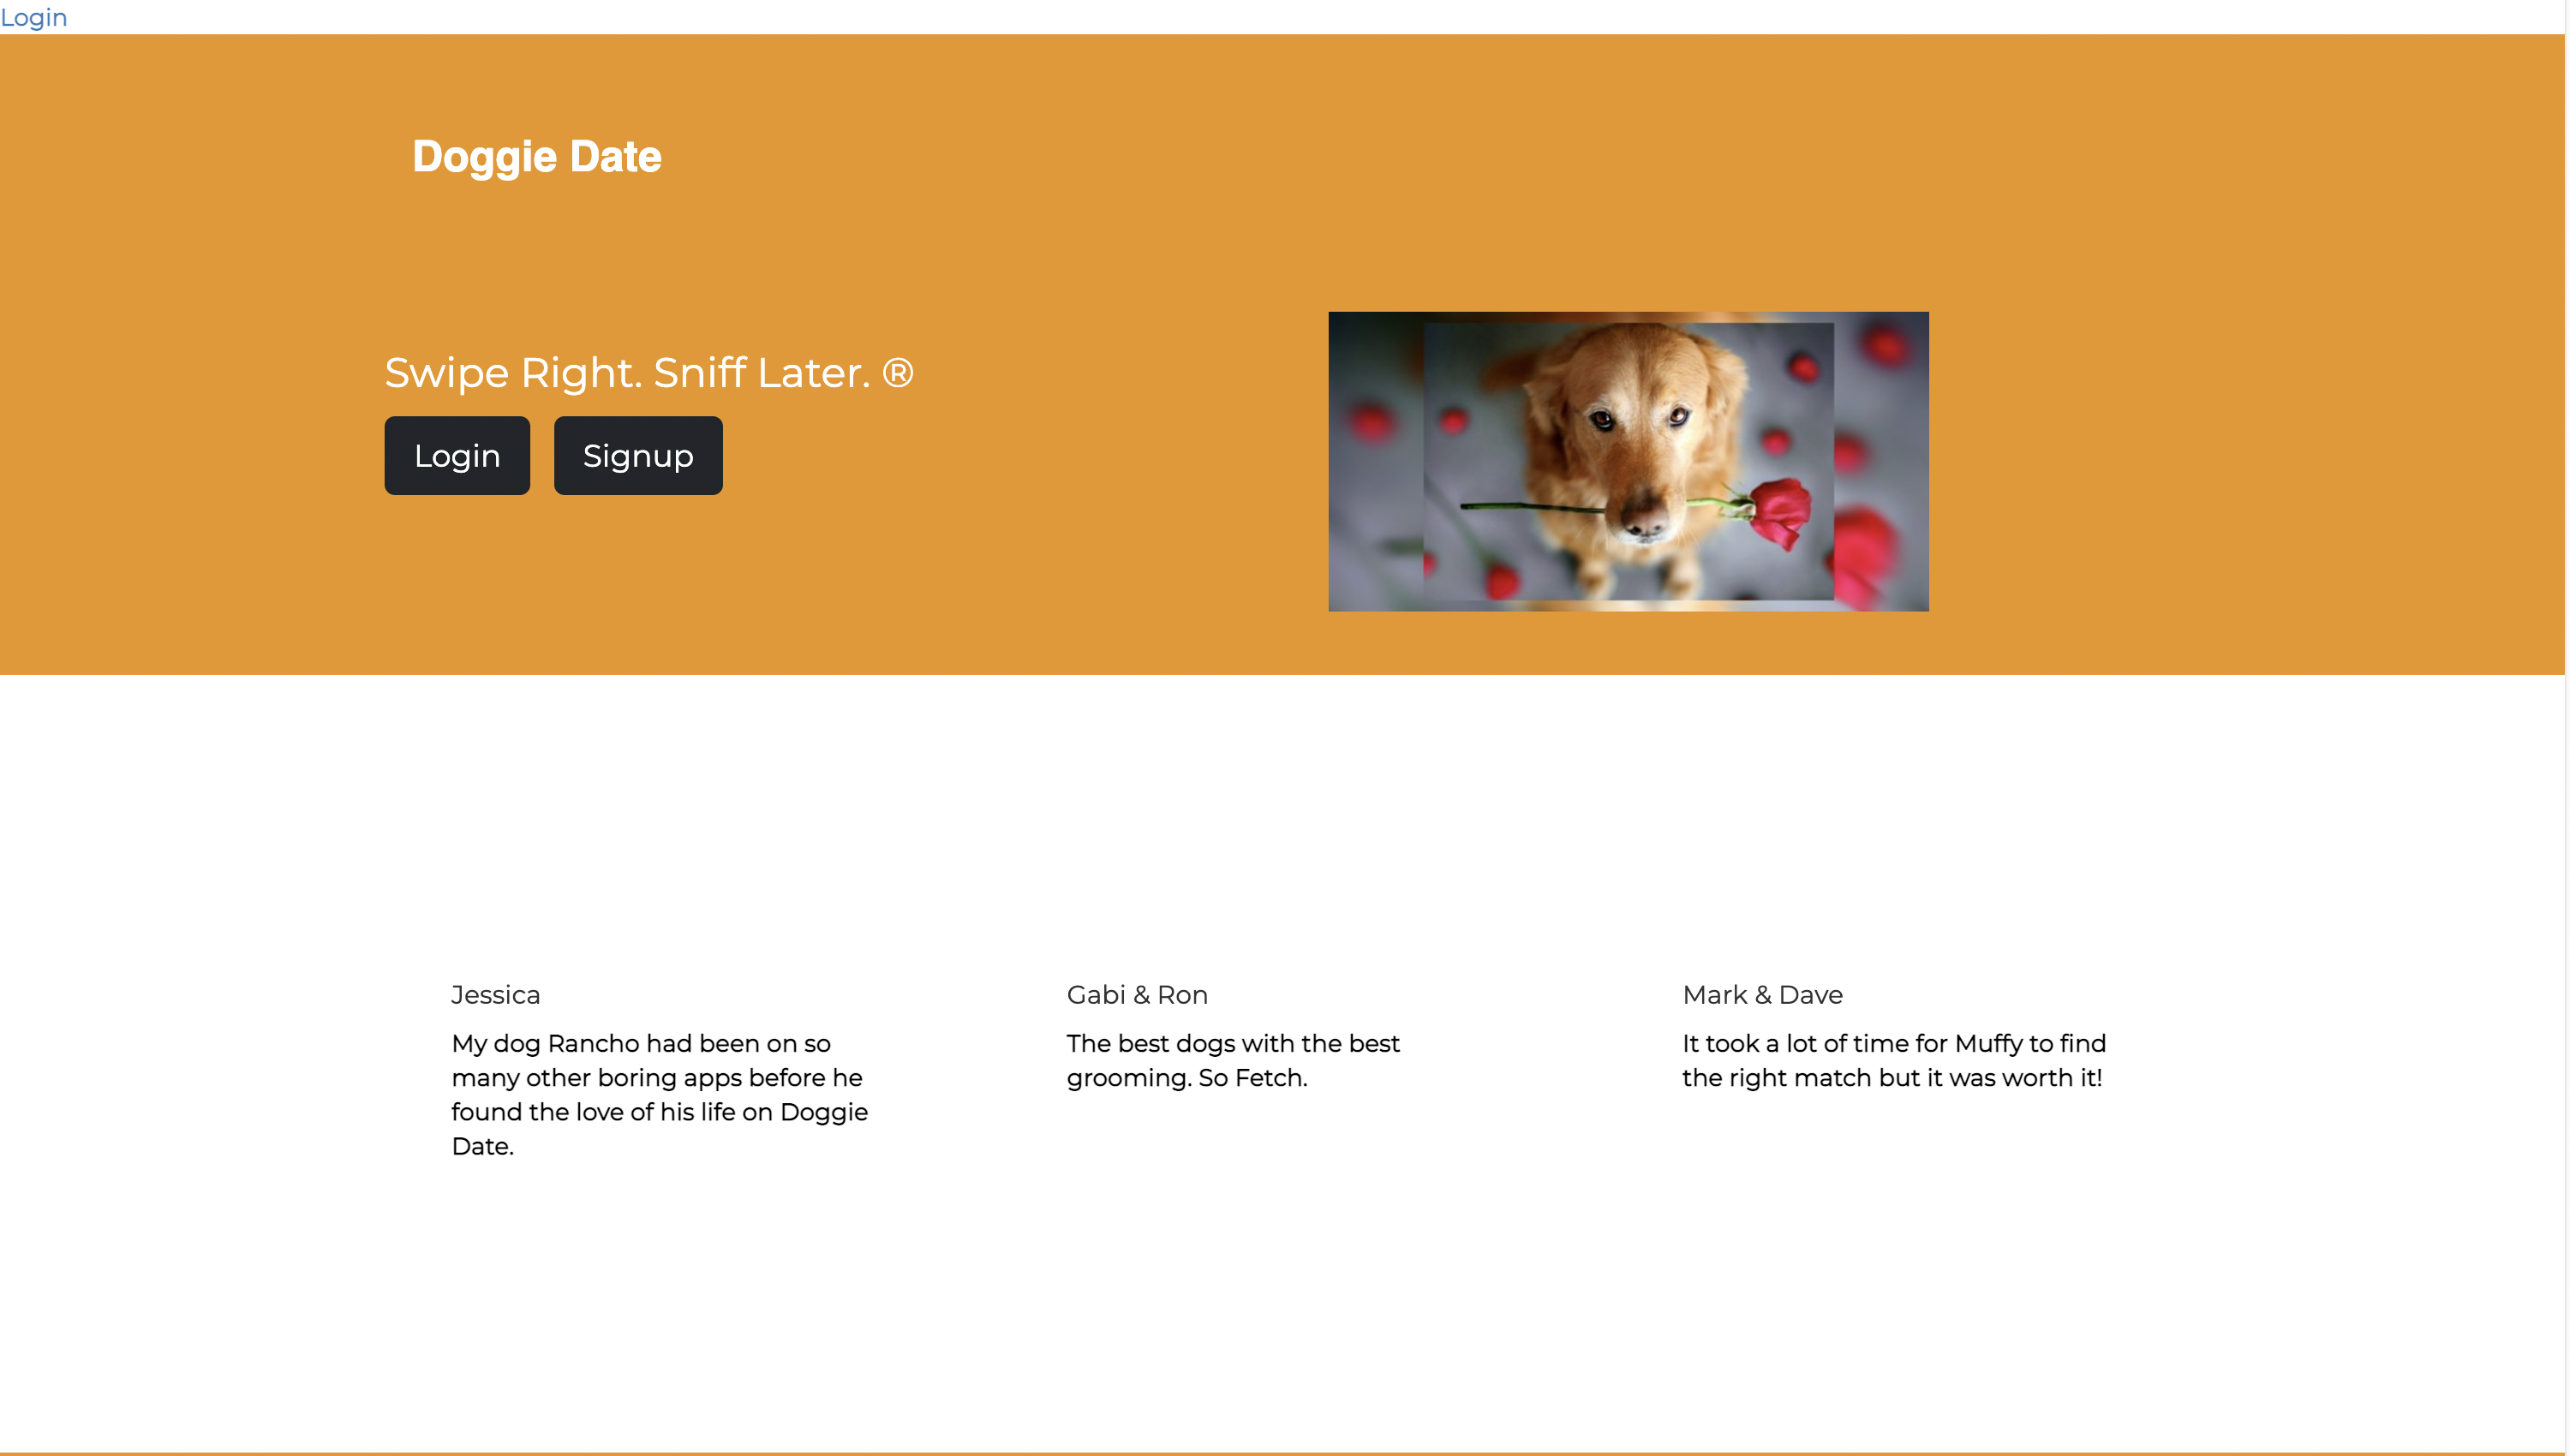 Login
Doggie Date
Swipe Right. Sniff Later. ®
Login
Signup
Jessica
My dog Rancho had been on so
many other boring apps before he
found the love of his life on Doggie
Date.
Gabi & Ron
The best dogs with the best
grooming. So Fetch.
Mark & Dave
It took a lot of time for Muffy to find
the right match but it was worth it!